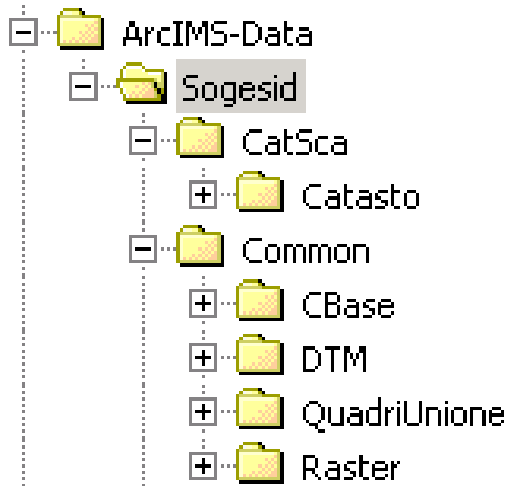 ArcIMS-Data
Sogesid
CatSca
Catasto
Common
CBase
DTM
QuadriUnione
Raster